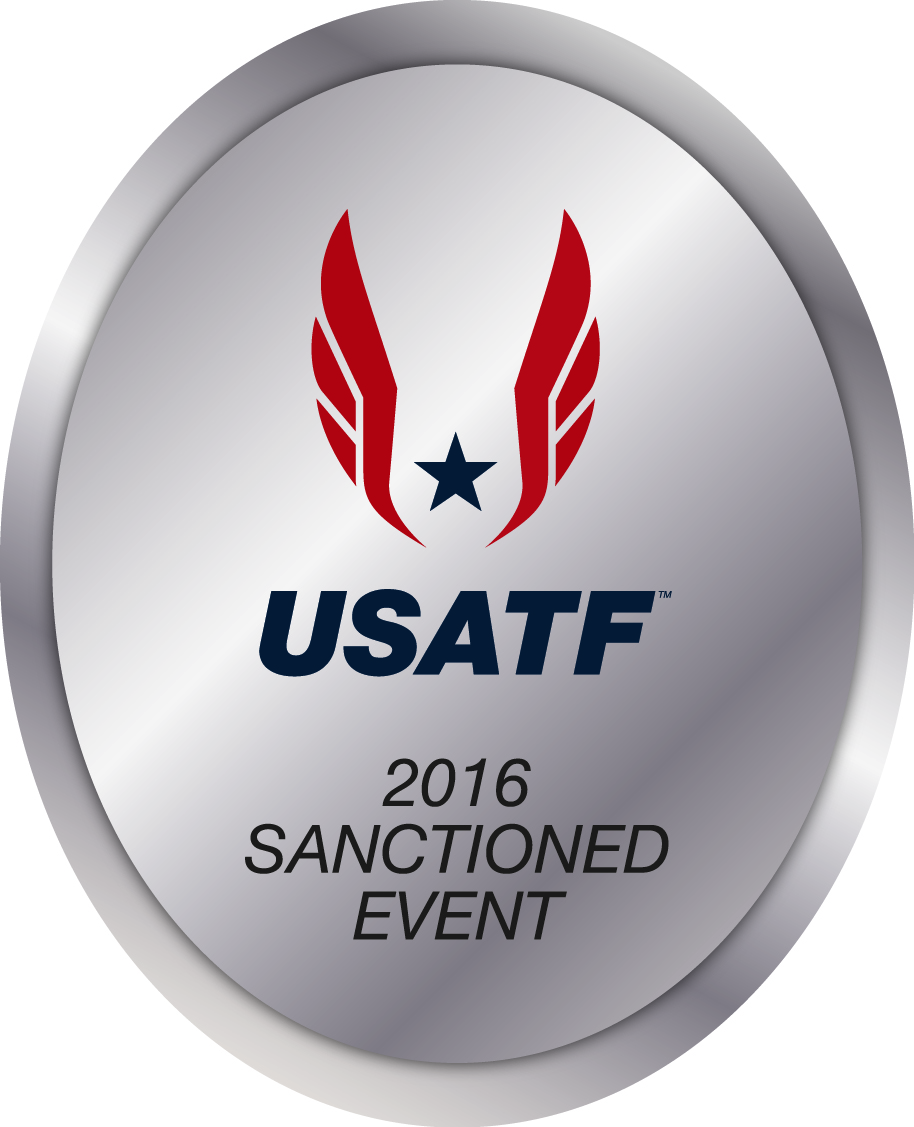 USATF™
2016
SANCTIONED
EVENT